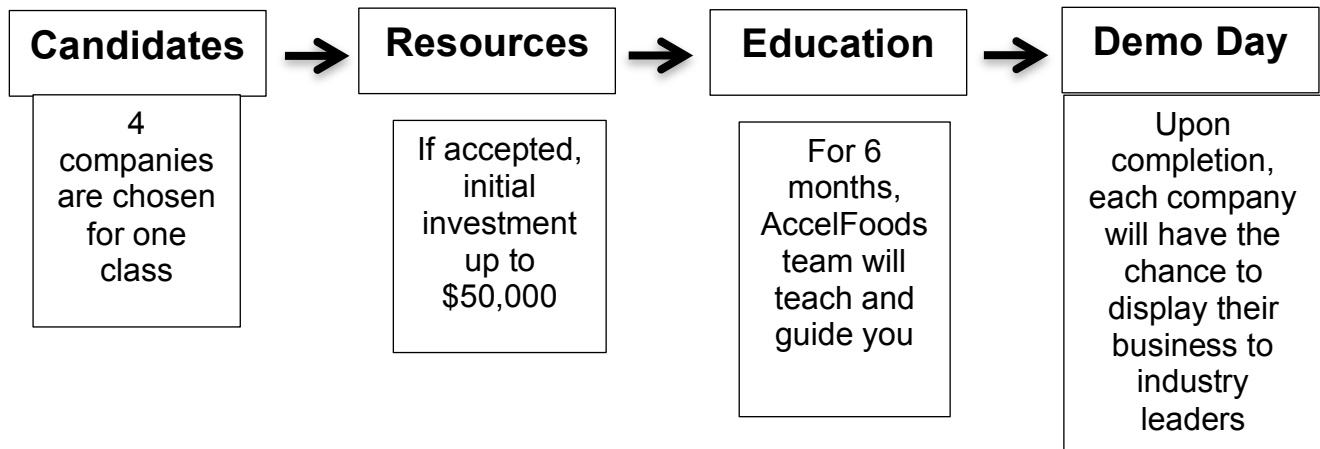 Candidates
4
companies
are chosen
for one
class
Resources
If accepted,
initial
investment
up to
$50,000
Education
For 6
months,
AccelFoods
team will
teach and
guide you
Demo Day
Upon
completion,
each company
will have the
chance to
display their
business to
industry
leaders